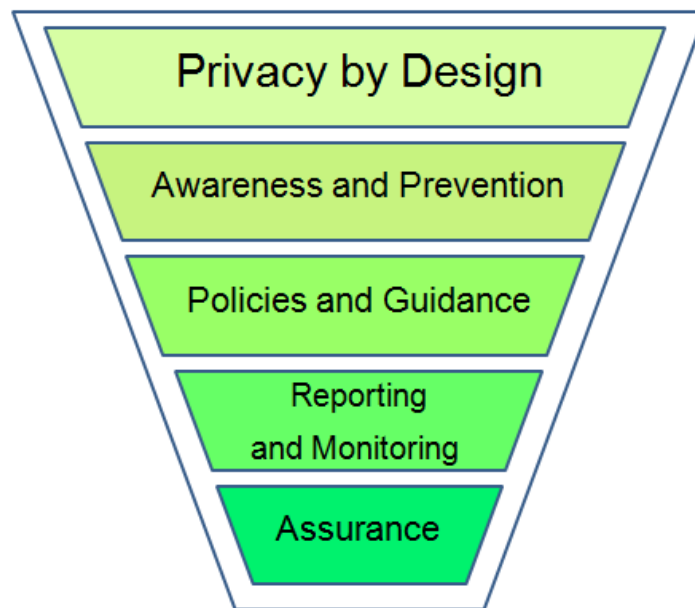 Privacy by Design
Awareness and Prevention
Policies and Guidance
Reporting
and Monitoring
Assurance